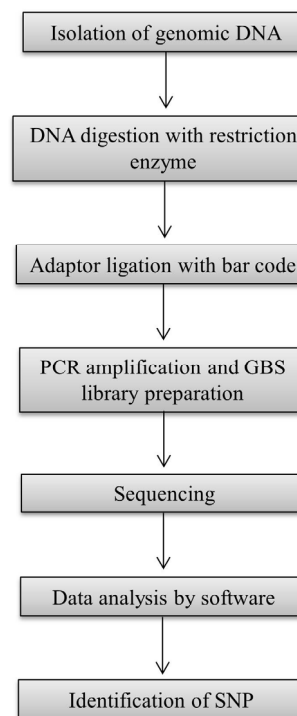 Isolation of genomic DNA
DNA digestion with restriction
enzyme
Adaptor ligation with bar code
PCR amplification and GBS
library preparation
Sequencing
Data analysis by software
Identification of SNP